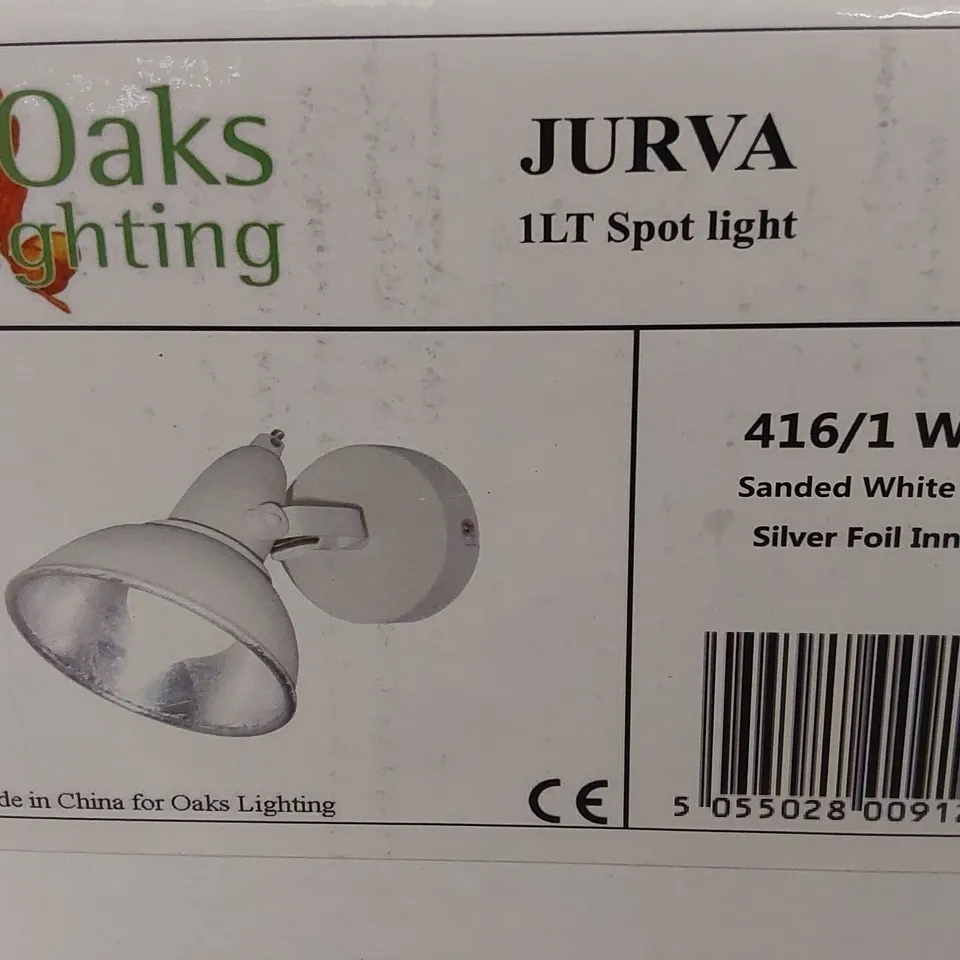 Oaks
ghting
JURVA
1LT Spot light
416/1 W
Sanded White
Silver Foil Inn
de in China for Oaks Lighting
CE
5 055028 00912